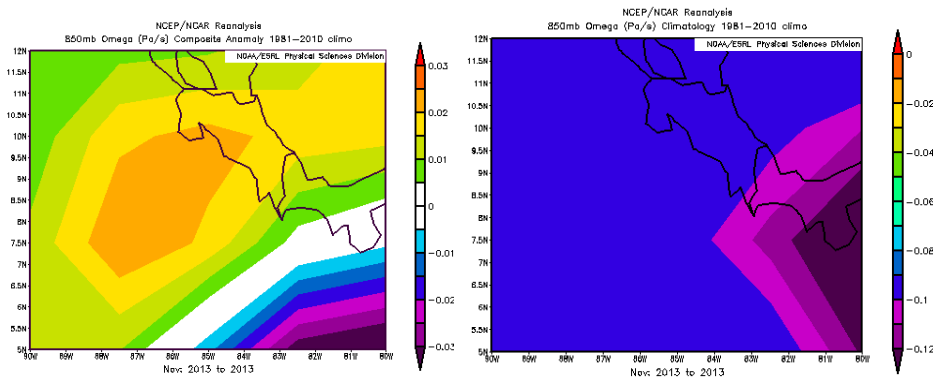 NCEP/NCAR Reanalysis
850mb Omega (Pa/s) Composite Anomaly 1981-2010 climo
NOAA/ESRL Physical Sciences Division
12N
11.5N
11N
10.5N
10N
9.5N
9N
8.5N
8N
7.5N
7N
6.5N
6N
5.5N
5N
90W 89W 88W 87W 86W 85W 84W 83W 82W 81W 80W
Nov: 2013 to 2013
0.03
0.02
0.01
0
-0.01
-0.02
-0.03
NCEP/NCAR Reanalysis
850mb Omega (Pa/s) Climatology 1981-2010 climo
NOAA/ESRL Physical Sciences Division
12N
11.5N
11N
10.5N
10N
9.5N
9N
8.5N
8N
7.5N
7N
6.5N
6N
5.5N
5N
90W 89W 88W 87W 86W 85W 84W 83W 82W 81W 80W
Nov: 2013 to 2013
0
-0.02
-0.04
-0.06
-0.08
-0.1
-0.12